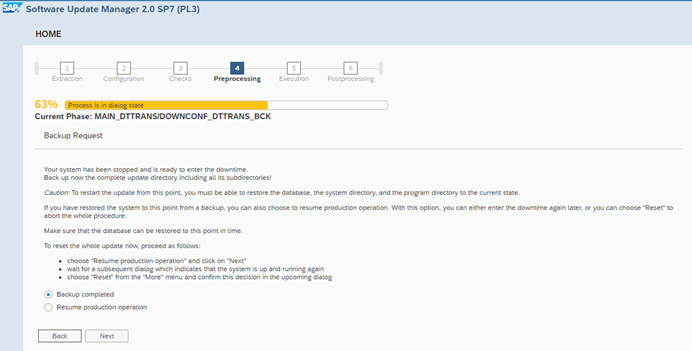 SAP Software Update Manager 2.0 SP7 (PL3)
HOME
1 2 3 4 5 6
Extraction Configuration Checks Preprocessing Execution Postprocessing
63% Process is in dialog state
Current Phase: MAIN_DTTRANS/DOWNCONF_DTTRANS_BCK
Backup Request
Your system has been stopped and is ready to enter the downtime.
Back up now the complete update directory including all its subdirectories!
Caution: To restart the update from this point, you must be able to restore the database, the system directory, and the program directory to the current state.
If you have restored the system to this point from a backup, you can also choose to resume production operation. With this option, you can either enter the downtime again later, or you can choose "Reset" to
abort the whole procedure.
Make sure that the database can be restored to this point in time.
To reset the whole update now, proceed as follows:
• choose "Resume production operation" and click on "Next"
• wait for a subsequent dialog which indicates that the system is up and running again
• choose "Reset" from the "More" menu and confirm this decision in the upcoming dialog
Backup completed
Resume production operation
Back Next